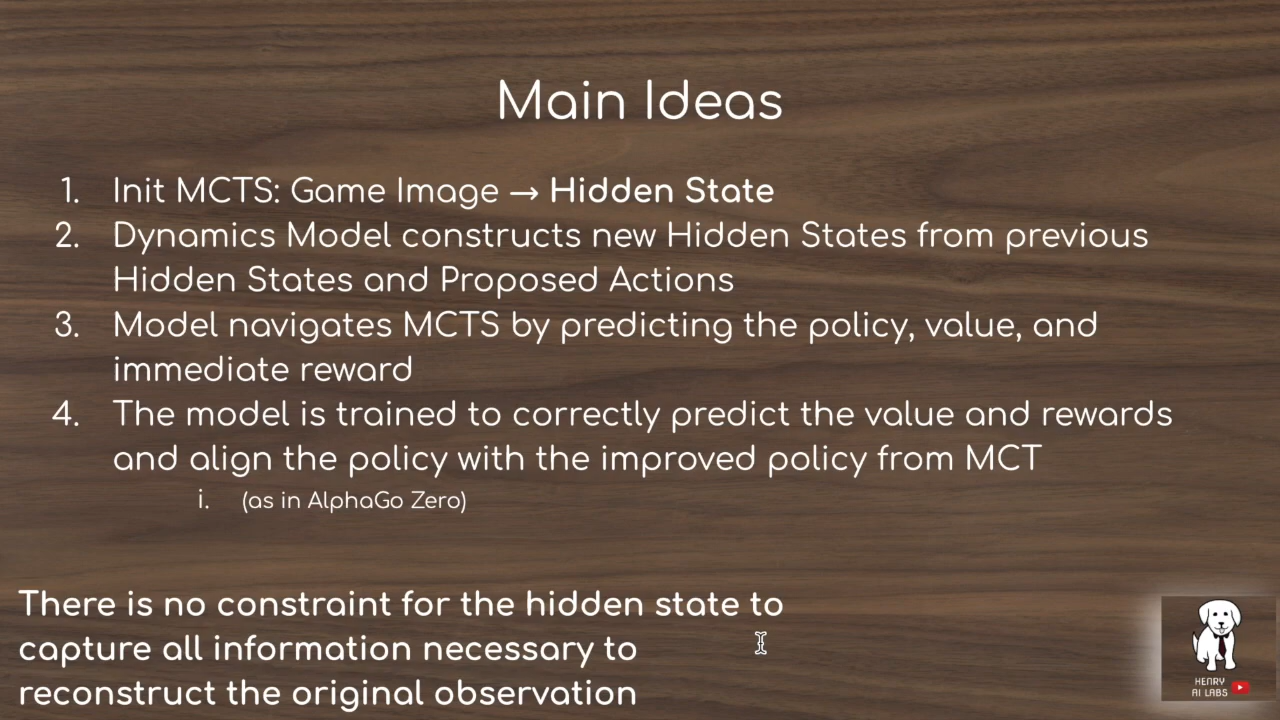 Main Ideas
1. Init MCTS: Game Image → Hidden State
2. Dynamics Model constructs new Hidden States from previous
Hidden States and Proposed Actions
3. Model navigates MCTS by predicting the policy, value, and
immediate reward
4. The model is trained to correctly predict the value and rewards
and align the policy with the improved policy from MCT
i. (as in AlphaGo Zero)
There is no constraint for the hidden state to
capture all information necessary to
reconstruct the original observation
HENRY
AI LABS